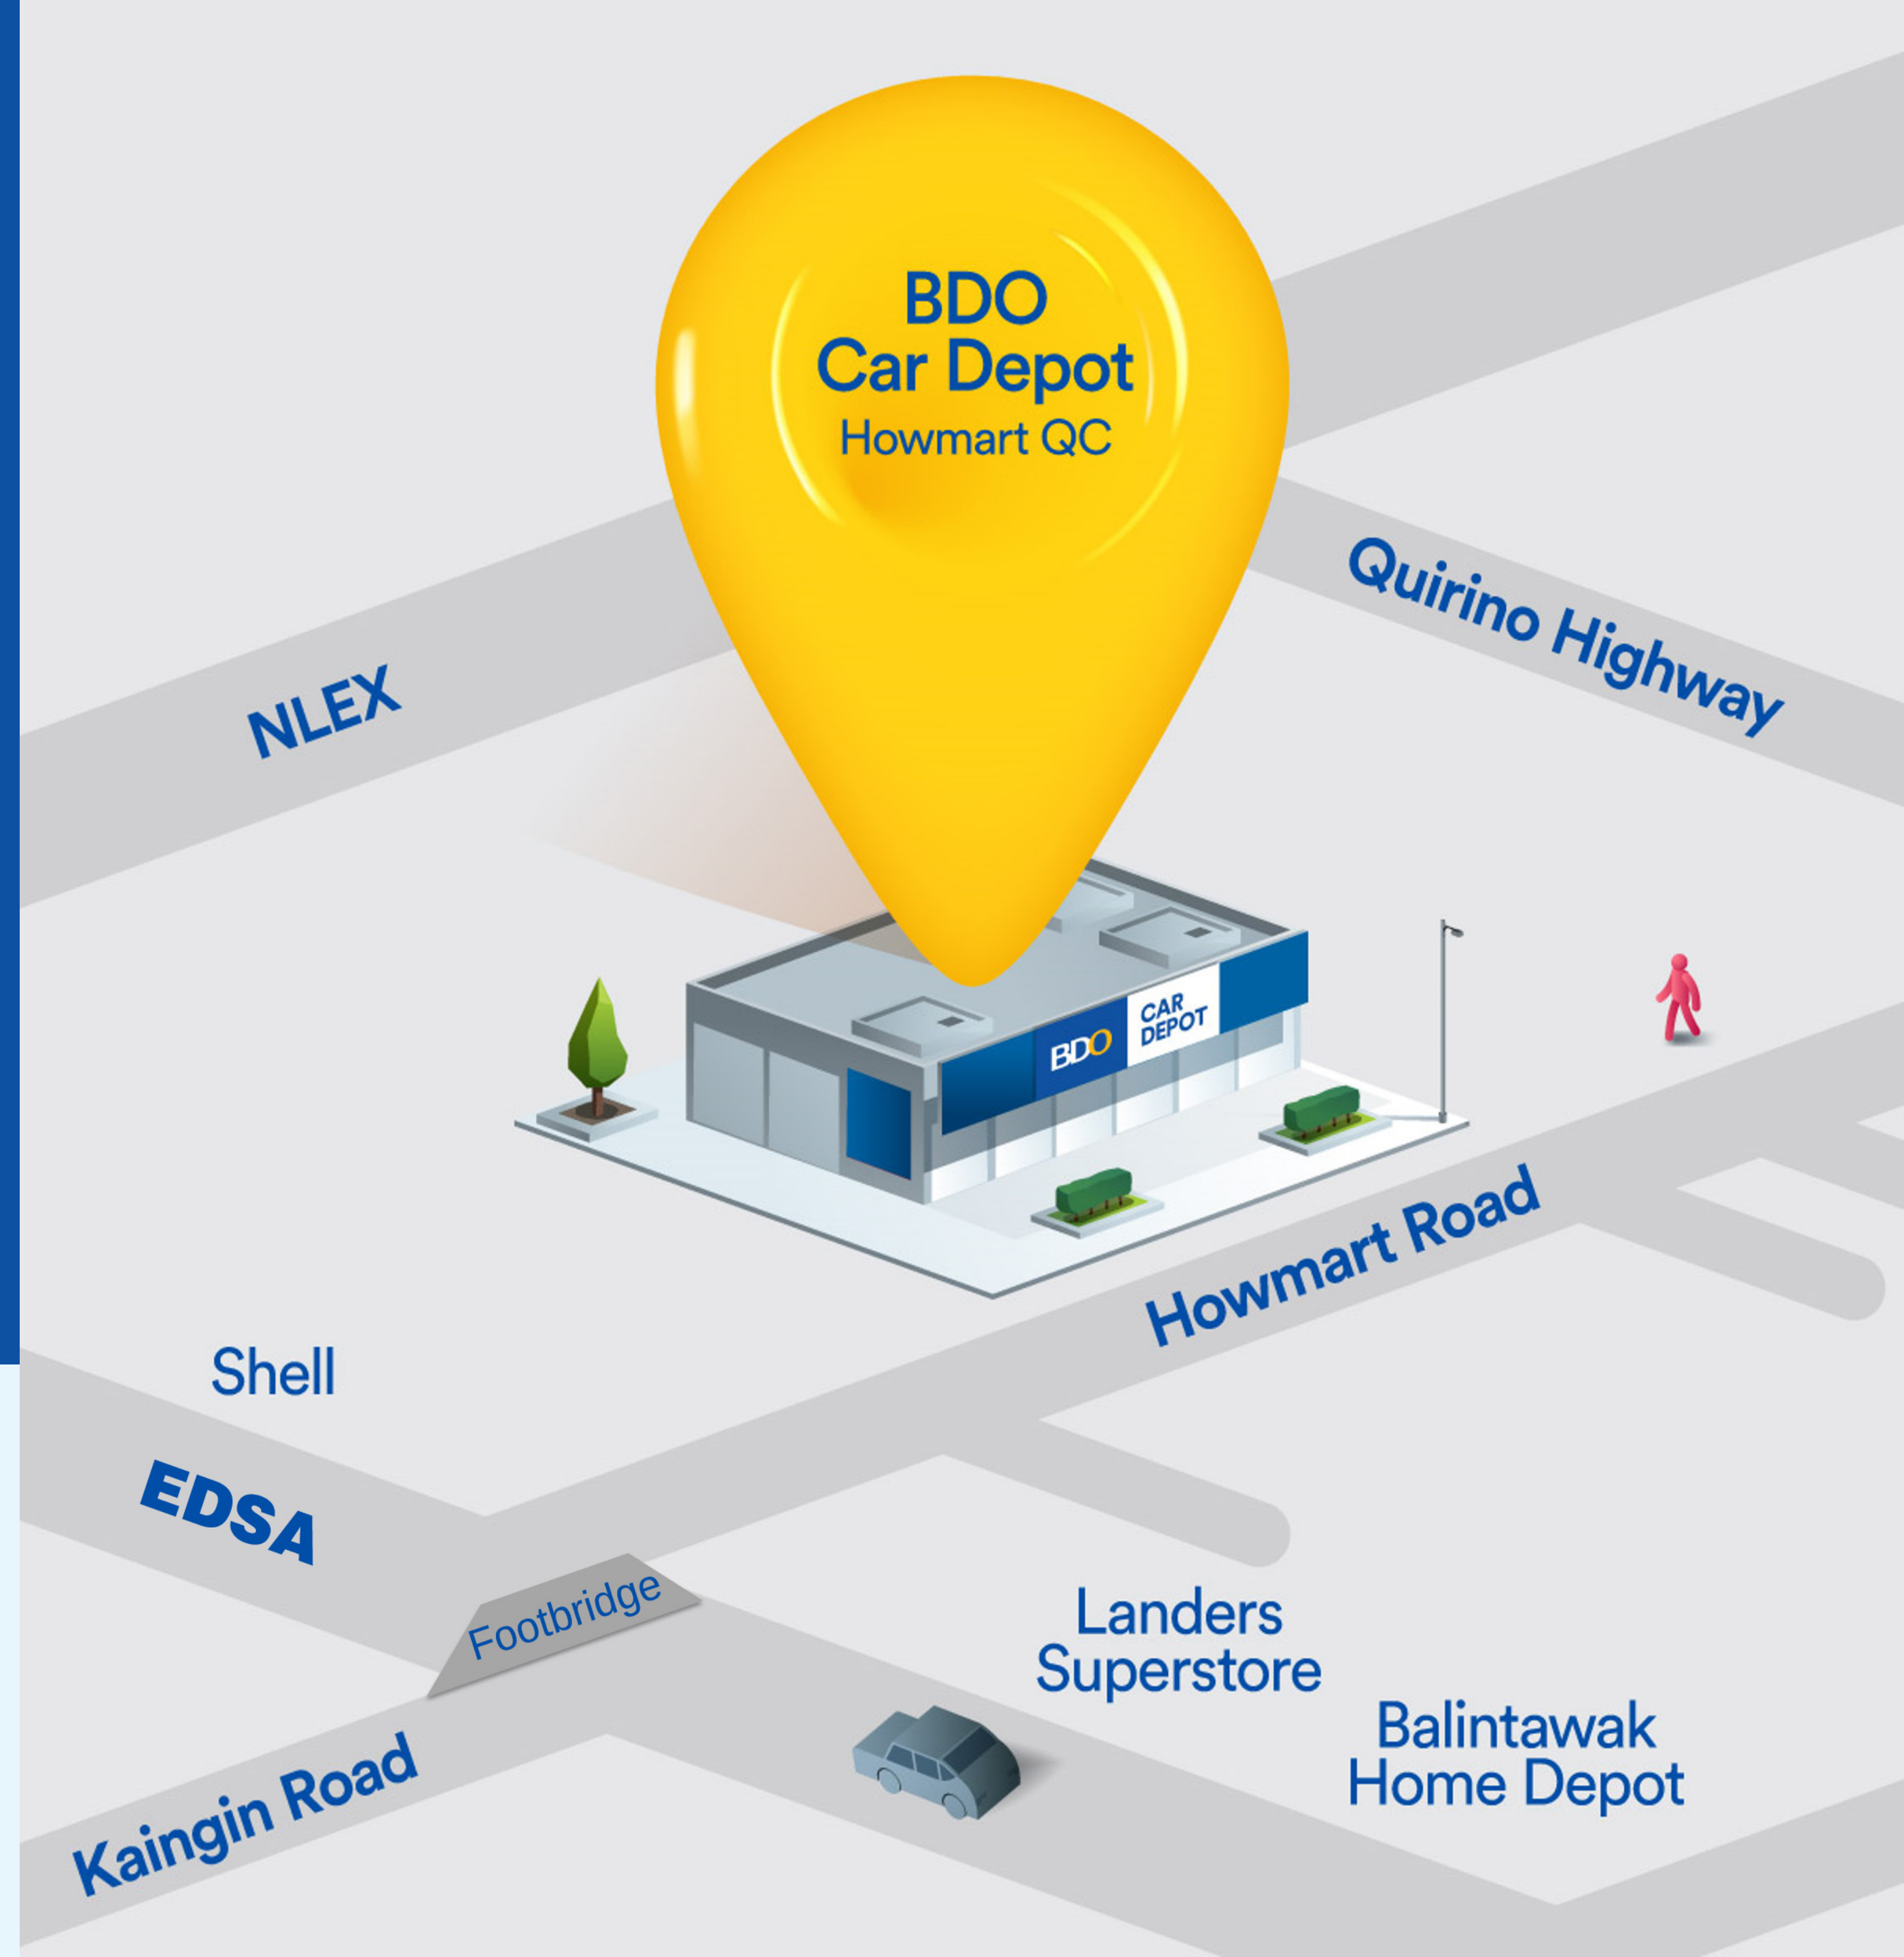 BDO
Car Depot
Howmart QC
Quirino Highway
NLEX
BDO
CAR
DEPOT
Howmart Road
Shell
EDSA
Footbridge
Landers
Superstore
Balintawak
Home Depot
Kaingin Road